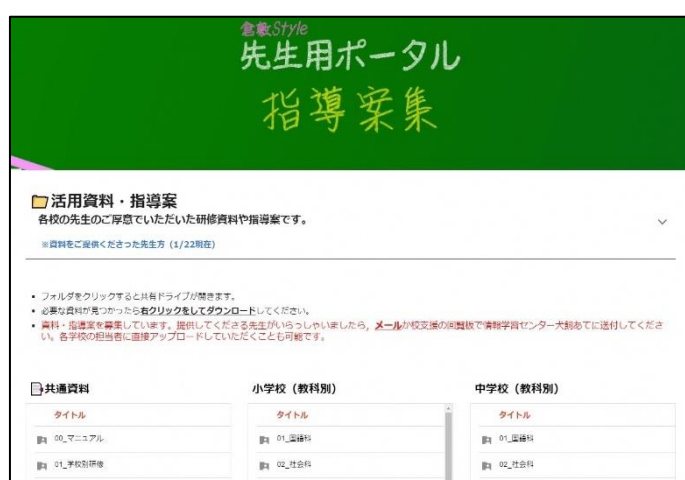 倉敷Style
先生用ポータル
指導案集
活用資料・指導案
各校の先生のご厚意でいただいた研修資料や指導案です。
※資料をご提供くださった先生方（1/22現在）
・フォルダをクリックすると共有ドライブが開きます。
・必要な資料が見つかったら右クリックをしてダウンロードしてください。
・資料・指導案を募集しています。提供してくださる先生がいらっしゃいましたら，メールか校支援の回覧板で情報学習センター犬飼あてに送付してくださ
い。各学校の担当者に直接アップロードしていただくことも可能です。
共通資料
タイトル
00_マニュアル
01_学校別研修
小学校（教科別）
タイトル
01_国語科
02_社会科
中学校（教科別）
タイトル
01_国語科
02_社会科